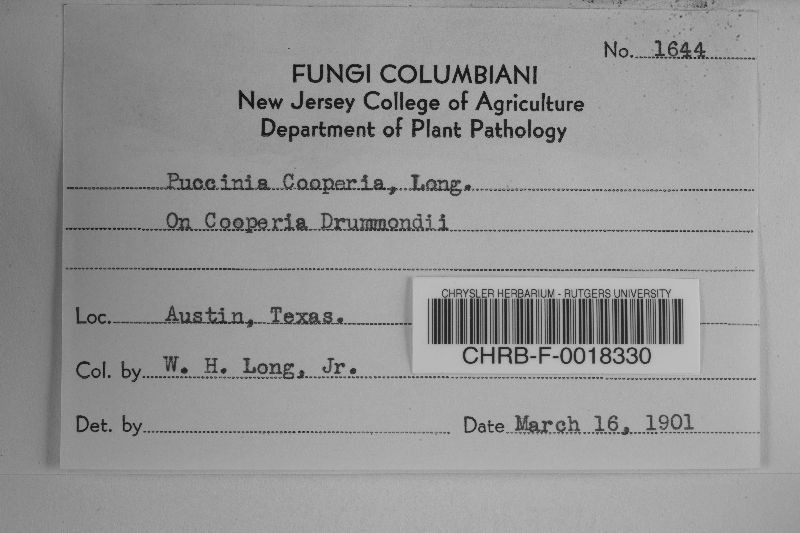 No. 1644
FUNGI COLUMBIANI
New Jersey College of Agriculture
Department of Plant Pathology
Puccinia Cooperia, Long.
On Cooperia Drummondii
Loc. Austin, Texas.
CHRYSLER HERBARIUM - RUTGERS UNIVERSITY
CHRB-F-0018330
Col. by W. H. Long, Jr.
Det. by
Date March 16, 1901